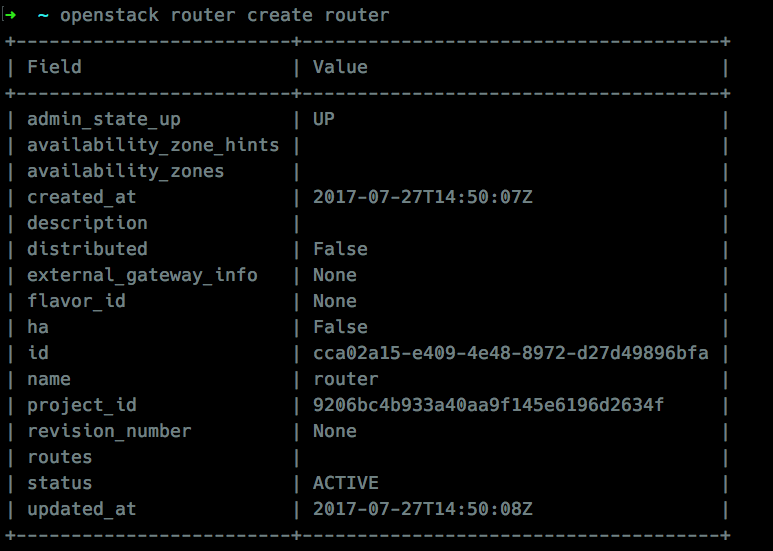 ➜  ~ openstack router create router
+-------------------------+--------------------------------------+
| Field                   | Value                                |
+-------------------------+--------------------------------------+
| admin_state_up          | UP                                   |
| availability_zone_hints |                                      |
| availability_zones      |                                      |
| created_at              | 2017-07-27T14:50:07Z                 |
| description             |                                      |
| distributed             | False                                |
| external_gateway_info   | None                                 |
| flavor_id               | None                                 |
| ha                      | False                                |
| id                      | cca02a15-e409-4e48-8972-d27d49896bfa |
| name                    | router                               |
| project_id              | 9206bc4b933a40aa9f145e6196d2634f     |
| revision_number         | None                                 |
| routes                  |                                      |
| status                  | ACTIVE                               |
| updated_at              | 2017-07-27T14:50:08Z                 |
+-------------------------+--------------------------------------+